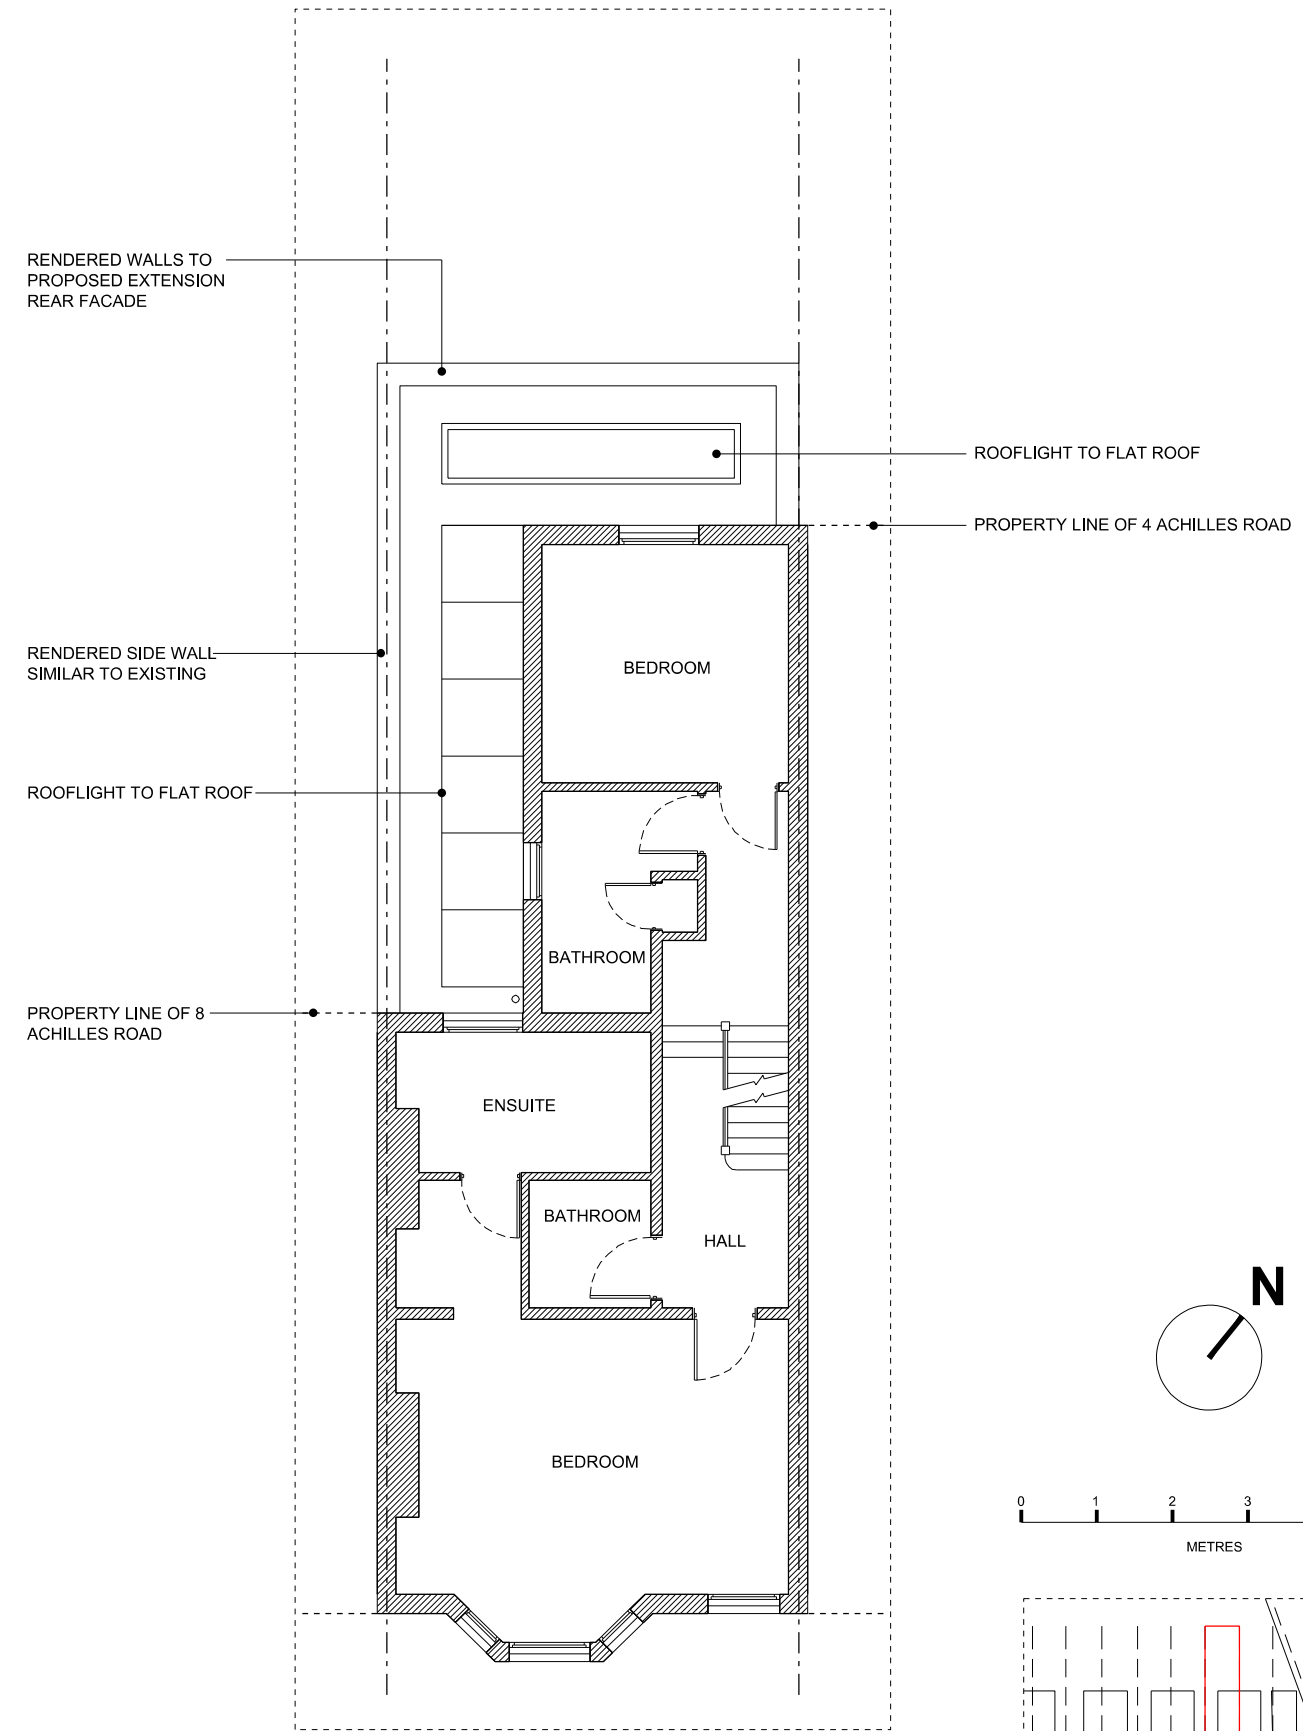 RENDERED WALLS TO
PROPOSED EXTENSION
REAR FACADE
ROOFLIGHT TO FLAT ROOF
PROPERTY LINE OF 4 ACHILLES ROAD
RENDERED SIDE WALL
SIMILAR TO EXISTING
BEDROOM
ROOFLIGHT TO FLAT ROOF
BATHROOM
PROPERTY LINE OF 8
ACHILLES ROAD
ENSUITE
BATHROOM
HALL
N
BEDROOM
0 1 2 3
METRES